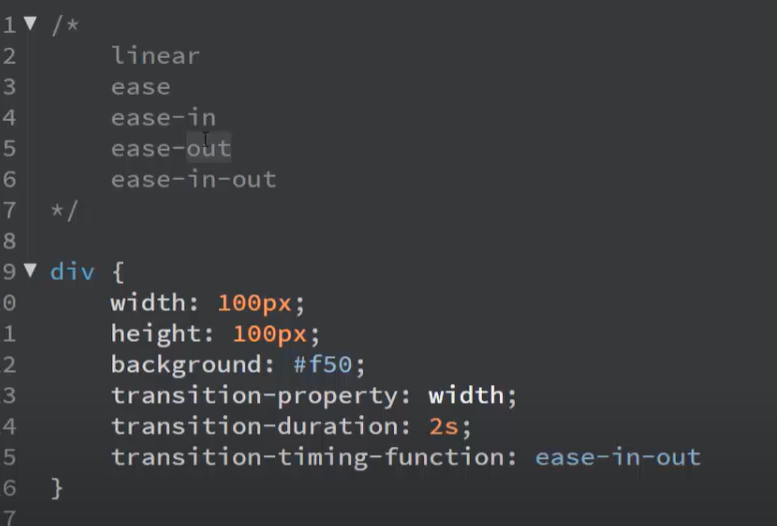 1 ▼ /*
2 linear
3 ease
4 ease-in
5 ease-out
6 ease-in-out
7 */
8
9 ▼ div {
0 width: 100px;
1 height: 100px;
2 background: #f50;
3 transition-property: width;
4 transition-duration: 2s;
5 transition-timing-function: ease-in-out
6 }
7